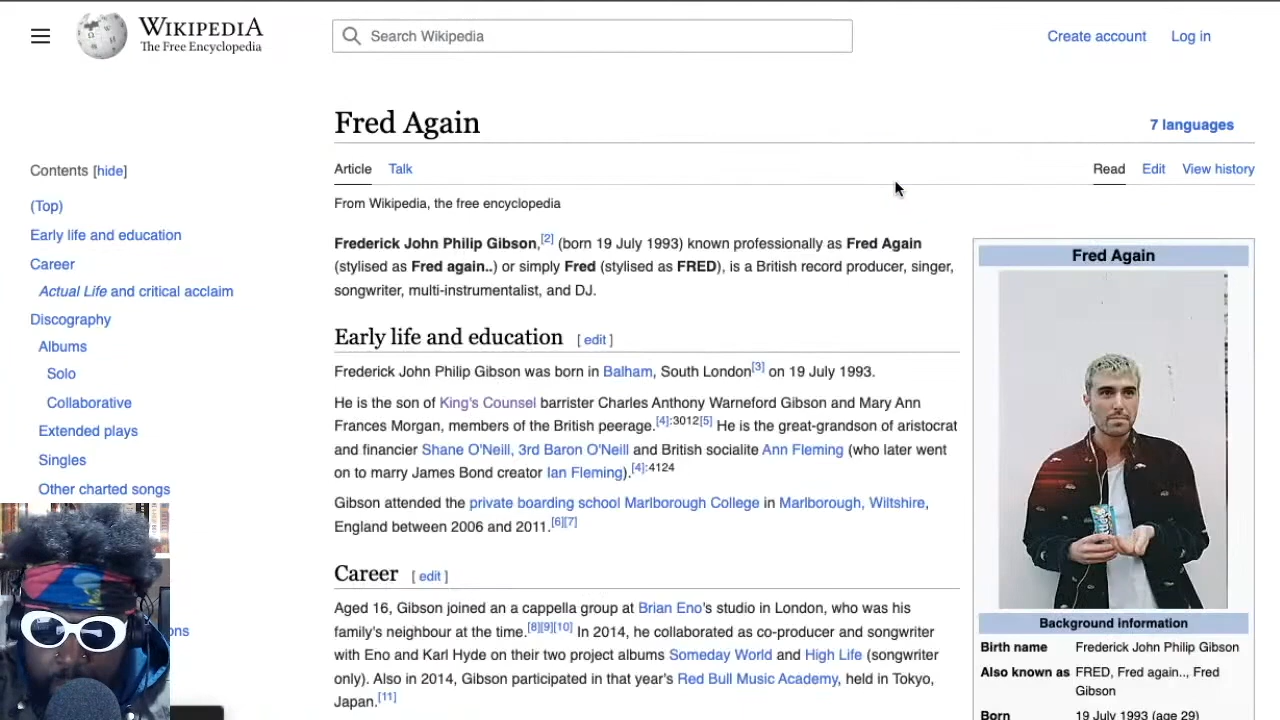 WIKIPEDIA
The Free Encyclopedia
Search Wikipedia
Create account
Log in
Fred Again
7 languages
Article
Talk
Read
Edit
View history
From Wikipedia, the free encyclopedia
Contents [hide]
(Top)
Early life and education
Career
Actual Life and critical acclaim
Discography
Albums
Solo
Collaborative
Extended plays
Singles
Other charted songs
ons
Frederick John Philip Gibson,[2] (born 19 July 1993) known professionally as Fred Again
(stylised as Fred again..) or simply Fred (stylised as FRED), is a British record producer, singer,
songwriter, multi-instrumentalist, and DJ.
Early life and education [ edit ]
Frederick John Philip Gibson was born in Balham, South London[3] on 19 July 1993.
He is the son of King's Counsel barrister Charles Anthony Warneford Gibson and Mary Ann
Frances Morgan, members of the British peerage.[4]:3012[5] He is the great-grandson of aristocrat
and financier Shane O'Neill, 3rd Baron O'Neill and British socialite Ann Fleming (who later went
on to marry James Bond creator Ian Fleming).[4]:4124
Gibson attended the private boarding school Marlborough College in Marlborough, Wiltshire,
England between 2006 and 2011.[6][7]
Career [ edit ]
Aged 16, Gibson joined an a cappella group at Brian Eno's studio in London, who was his
family's neighbour at the time.[8][9][10] In 2014, he collaborated as co-producer and songwriter
with Eno and Karl Hyde on their two project albums Someday World and High Life (songwriter
only). Also in 2014, Gibson participated in that year's Red Bull Music Academy, held in Tokyo,
Japan.[11]
Fred Again
Background information
Birth name Frederick John Philip Gibson
Also known as FRED, Fred again.., Fred
Gibson
Born 19 July 1993 (age 29)